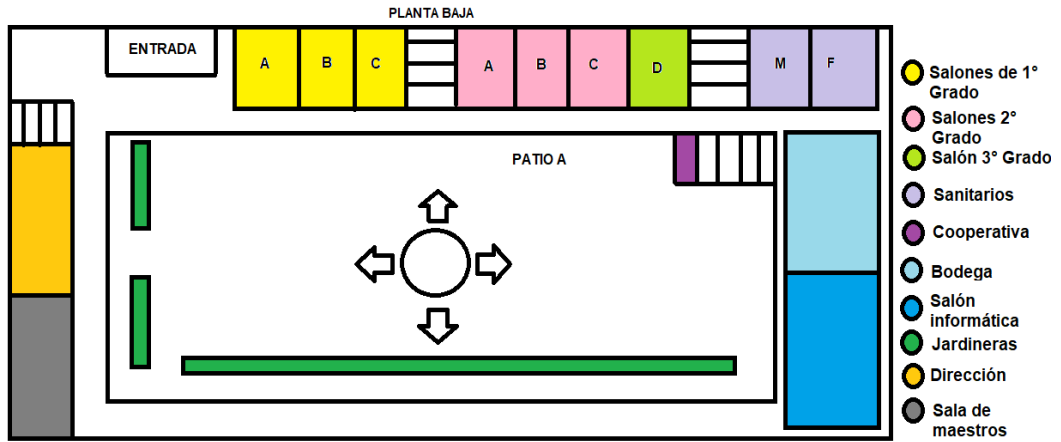 PLANTA BAJA
ENTRADA
A
B
C
A
B
C
D
M
F
PATIO A
Salones de 1°
Grado
Salones 2°
Grado
Salón 3° Grado
Sanitarios
Cooperativa
Bodega
Salón
informática
Jardineras
Dirección
Sala de
maestros